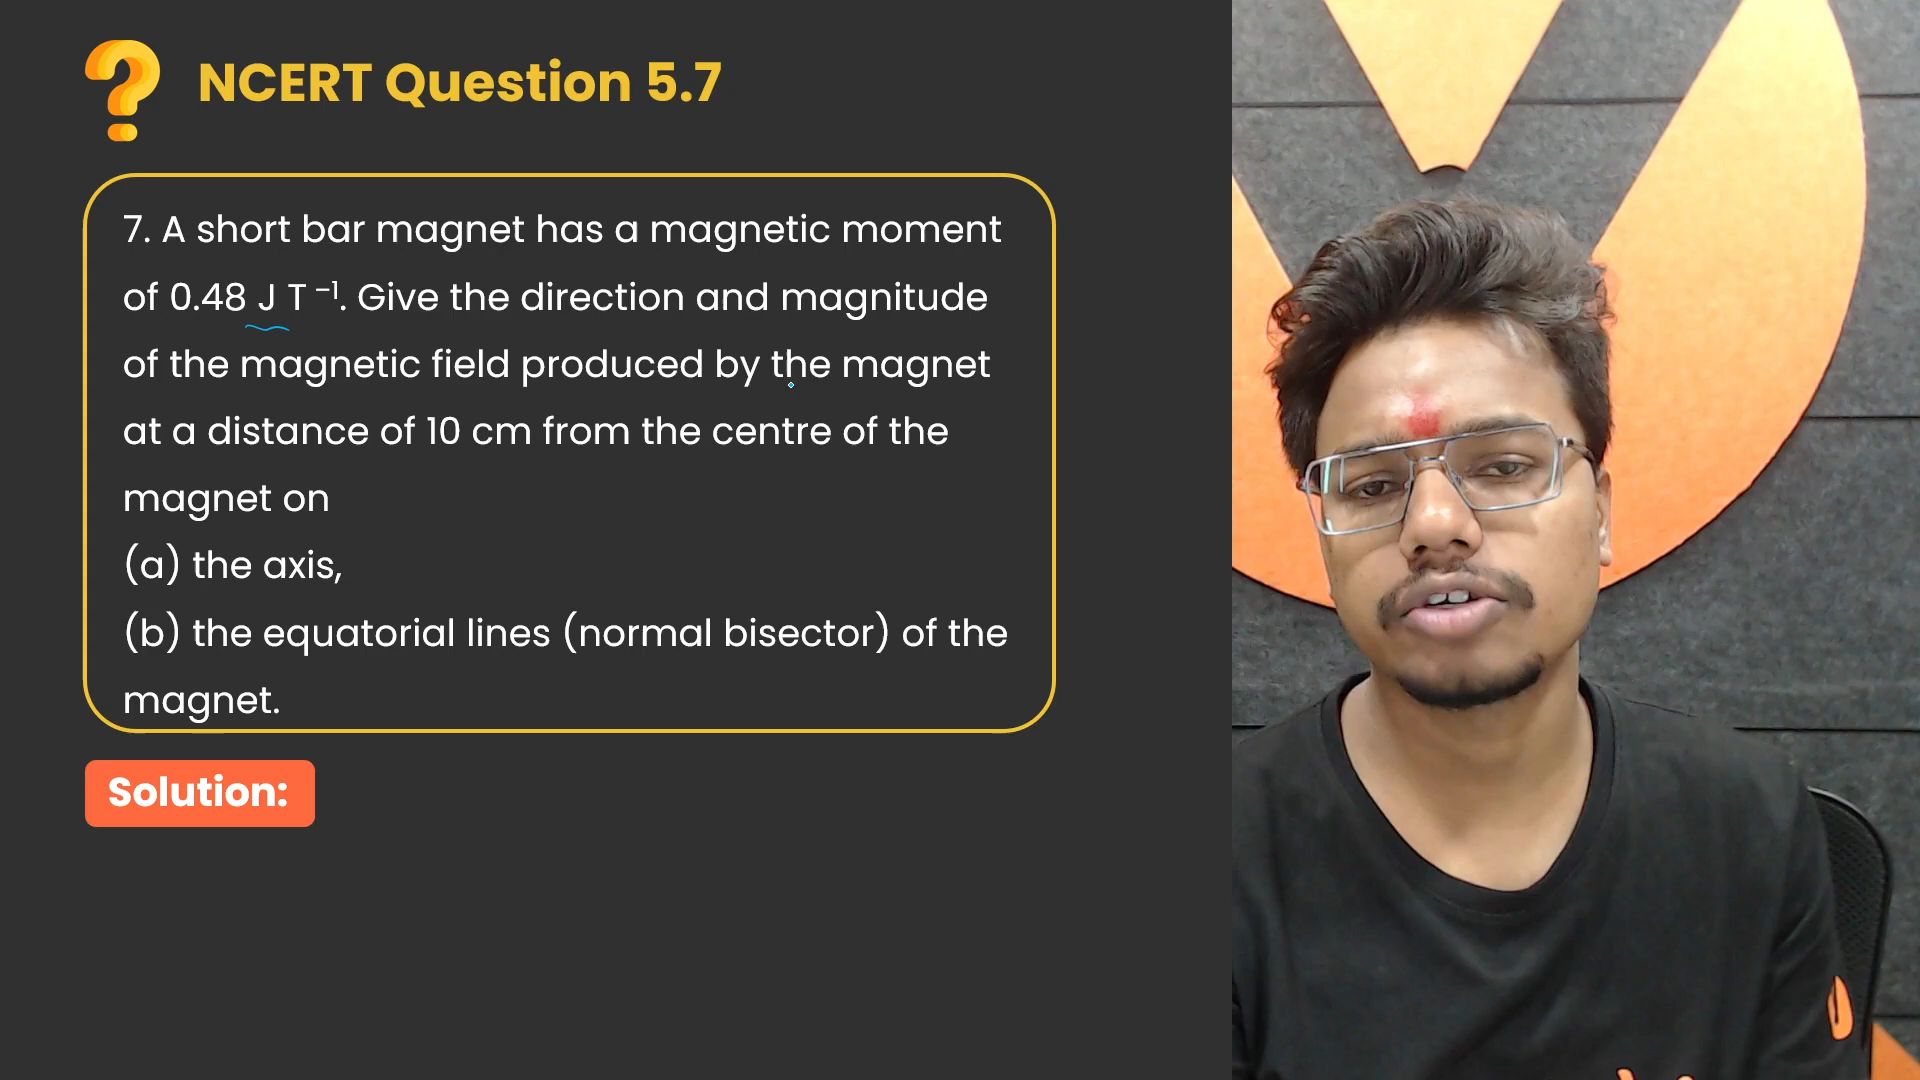 NCERT Question 5.7
7. A short bar magnet has a magnetic moment
of 0.48 J T⁻¹. Give the direction and magnitude
of the magnetic field produced by the magnet
at a distance of 10 cm from the centre of the
magnet on
(a) the axis,
(b) the equatorial lines (normal bisector) of the
magnet.
Solution: